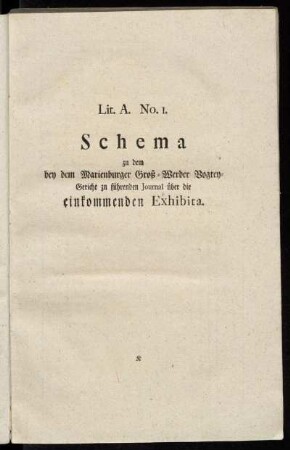 Lit. A. No. 1.
Schema
zu dem
bey dem Marienburger Groß-Werder Vogtey-
Gericht zu führenden Journal über die
einkommenden Exhibita.